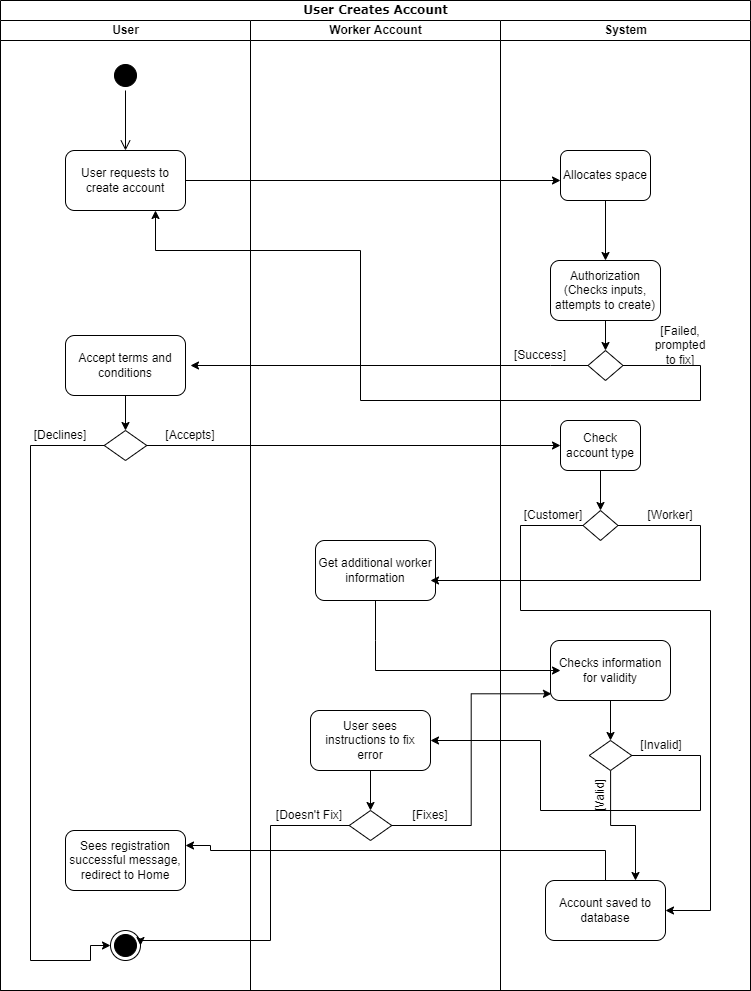 User Creates Account
User
Worker Account
System
User requests to
create account
Allocates space
Authorization
(Checks inputs,
attempts to create)
[Failed,
prompted
to fix]
[Success]
Accept terms and
conditions
[Declines]
[Accepts]
Check
account type
[Customer]
[Worker]
Get additional worker
information
Checks information
for validity
User sees
instructions to fix
error
[Invalid]
[Valid]
[Doesn't Fix]
[Fixes]
Sees registration
successful message,
redirect to Home
Account saved to
database